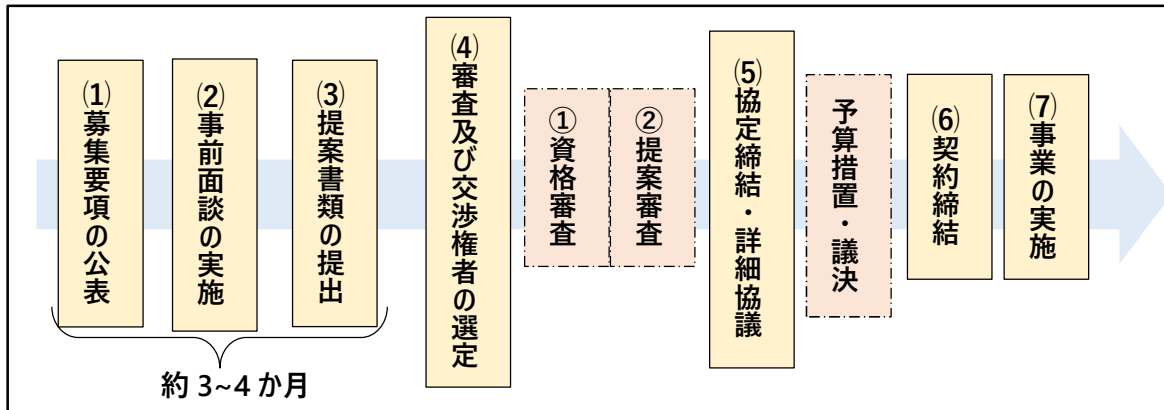 ⑴募集要項の公表
⑵事前面談の実施
⑶提案書類の提出
約 3~4 か月
⑷審査及び交渉権者の選定
①資格審査
②提案審査
⑸協定締結・詳細協議
予算措置・議決
⑹契約締結
⑺事業の実施